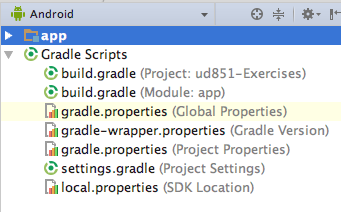 Android
app
Gradle Scripts
build.gradle (Project: ud851-Exercises)
build.gradle (Module: app)
gradle.properties (Global Properties)
gradle-wrapper.properties (Gradle Version)
gradle.properties (Project Properties)
settings.gradle (Project Settings)
local.properties (SDK Location)